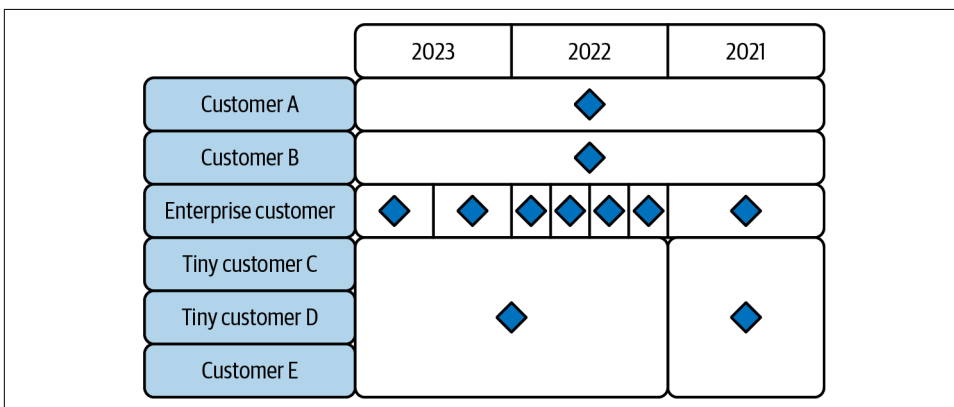 2023 2022 2021
Customer A
Customer B
Enterprise customer
Tiny customer C
Tiny customer D
Customer E